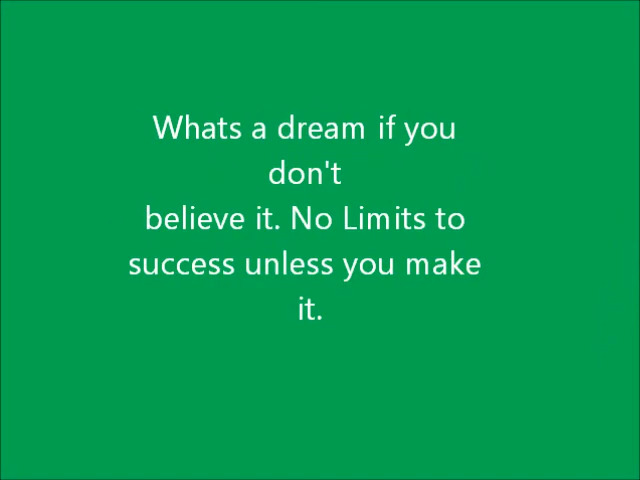 Whats a dream if you
don't
believe it. No Limits to
success unless you make
it.